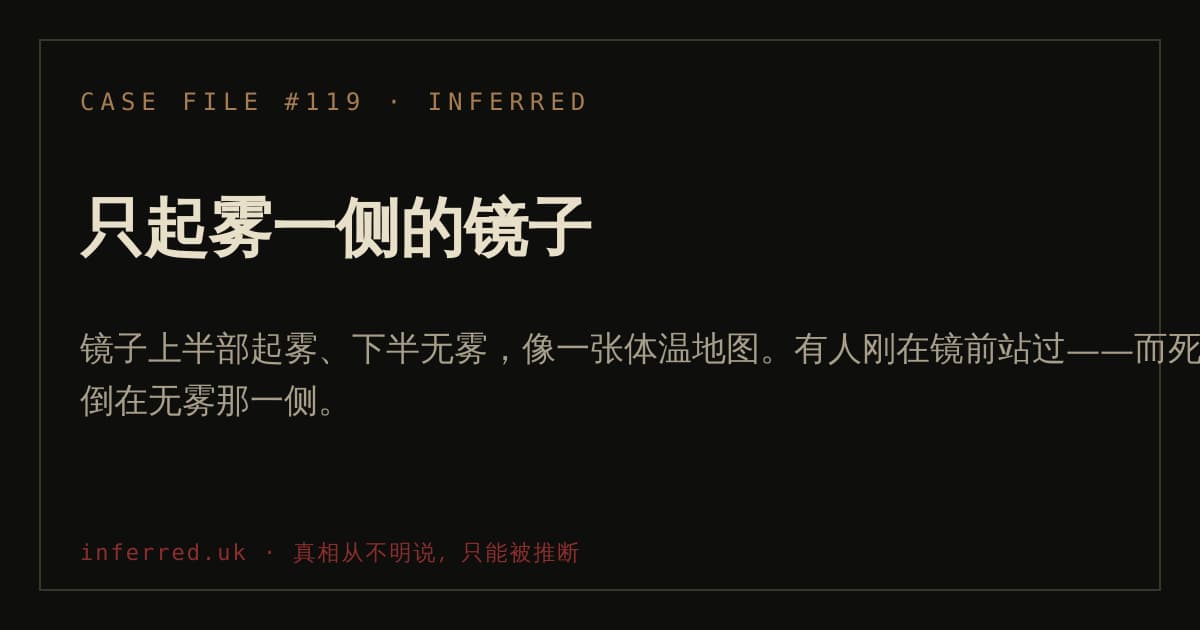 CASE FILE #119 · INFERRED
只起雾一侧的镜子
镜子上半部起雾、下半无雾，像一张体温地图。有人刚在镜前站过——而死
倒在无雾那一侧。
inferred.uk · 真相从不明说，只能被推断